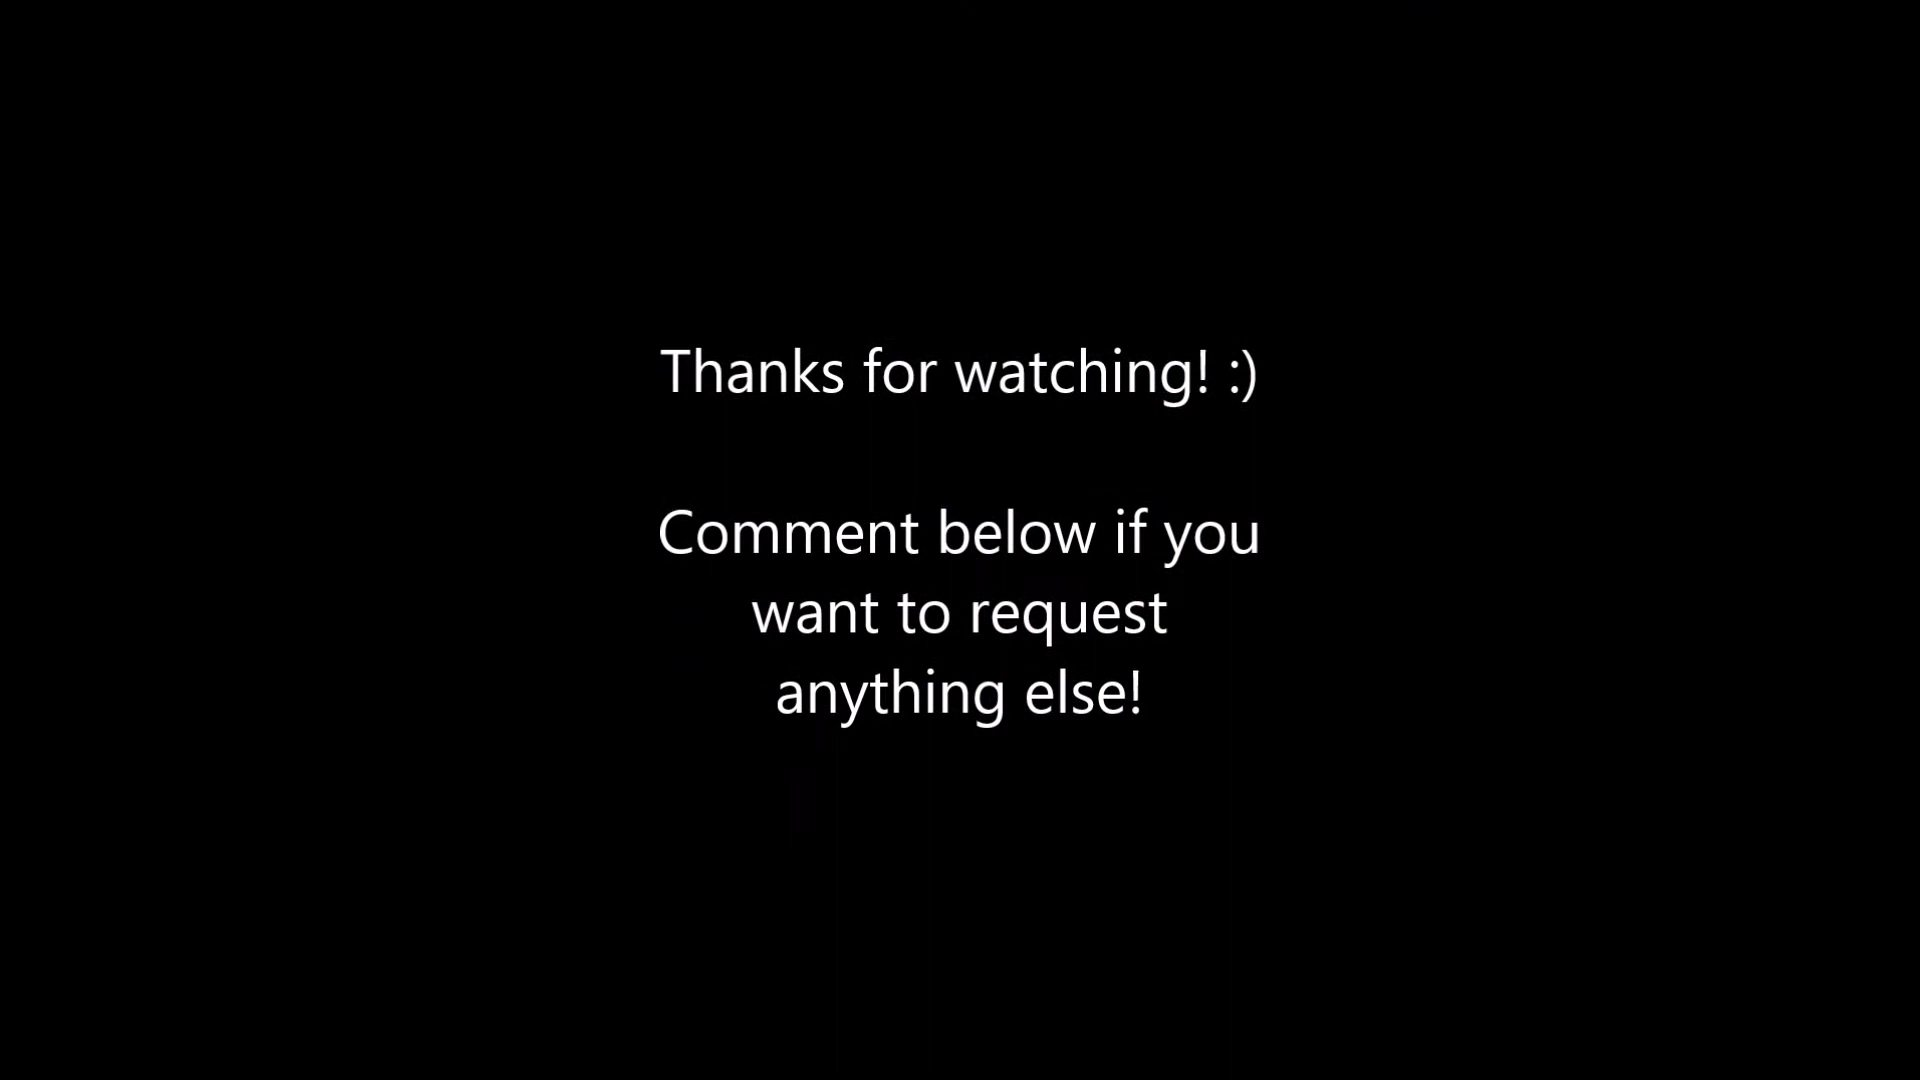 Thanks for watching! :)
Comment below if you
want to request
anything else!